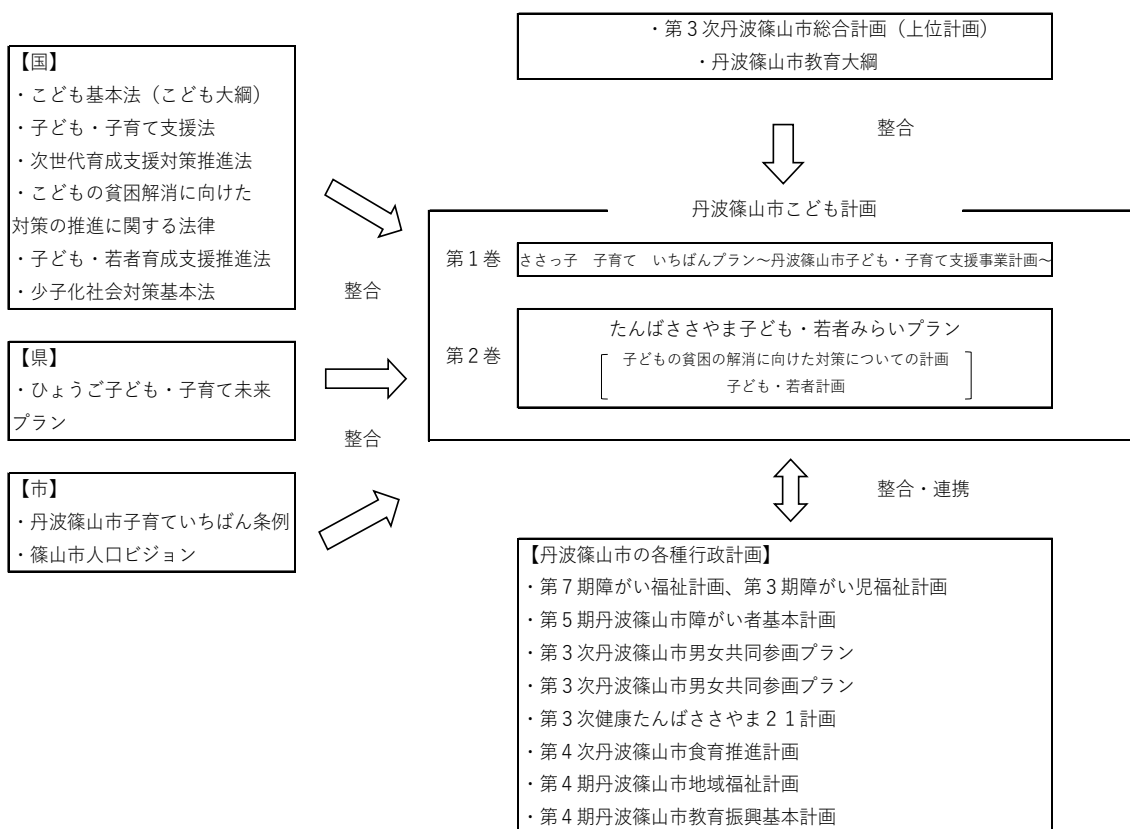 ・第３次丹波篠山市総合計画（上位計画）
・丹波篠山市教育大綱
整合
【国】
・こども基本法（こども大綱）
・子ども・子育て支援法
・次世代育成支援対策推進法
・こどもの貧困解消に向けた
対策の推進に関する法律
・子ども・若者育成支援推進法
・少子化社会対策基本法
整合
【県】
・ひょうご子ども・子育て未来
プラン
整合
【市】
・丹波篠山市子育ていちばん条例
・篠山市人口ビジョン
丹波篠山市こども計画
第１巻 ささっ子　子育て　いちばんプラン～丹波篠山市子ども・子育て支援事業計画～
第２巻
たんばささやま子ども・若者みらいプラン
子どもの貧困の解消に向けた対策についての計画
子ども・若者計画
整合・連携
【丹波篠山市の各種行政計画】
・第７期障がい福祉計画、第３期障がい児福祉計画
・第５期丹波篠山市障がい者基本計画
・第３次丹波篠山市男女共同参画プラン
・第３次丹波篠山市男女共同参画プラン
・第３次健康たんばささやま２１計画
・第４次丹波篠山市食育推進計画
・第４期丹波篠山市地域福祉計画
・第４期丹波篠山市教育振興基本計画